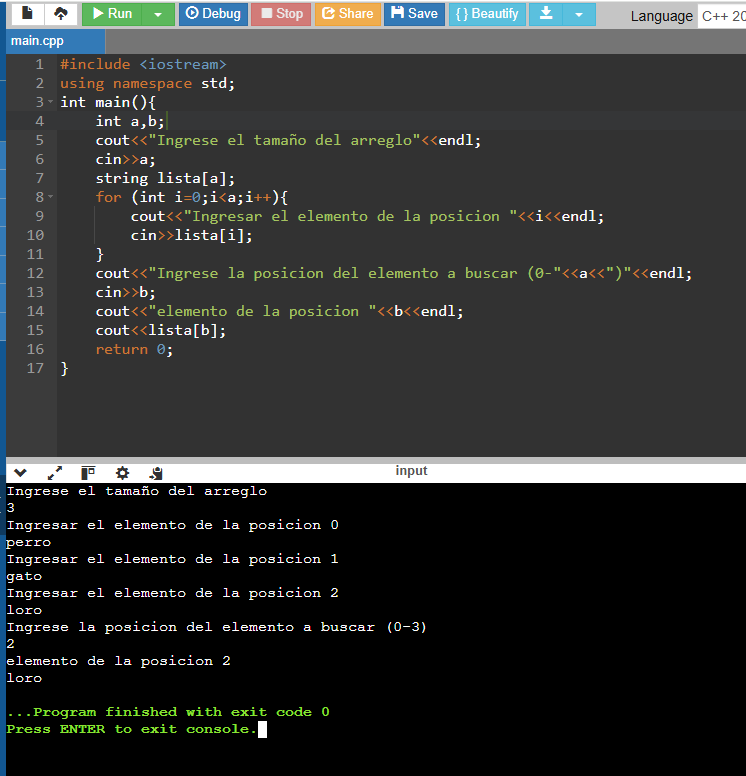 Run Debug Stop Share Save { } Beautify Language C++ 20
main.cpp
1 #include <iostream>
2 using namespace std;
3 int main(){
4     int a,b;
5     cout<<"Ingrese el tamaño del arreglo"<<endl;
6     cin>>a;
7     string lista[a];
8     for (int i=0;i<a;i++){
9         cout<<"Ingresar el elemento de la posicion "<<i<<endl;
10         cin>>lista[i];
11     }
12     cout<<"Ingrese la posicion del elemento a buscar (0-"<<a<<")"<<endl;
13     cin>>b;
14     cout<<"elemento de la posicion "<<b<<endl;
15     cout<<lista[b];
16     return 0;
17 }
input
Ingrese el tamaño del arreglo
3
Ingresar el elemento de la posicion 0
perro
Ingresar el elemento de la posicion 1
gato
Ingresar el elemento de la posicion 2
loro
Ingrese la posicion del elemento a buscar (0-3)
2
elemento de la posicion 2
loro
...Program finished with exit code 0
Press ENTER to exit console.